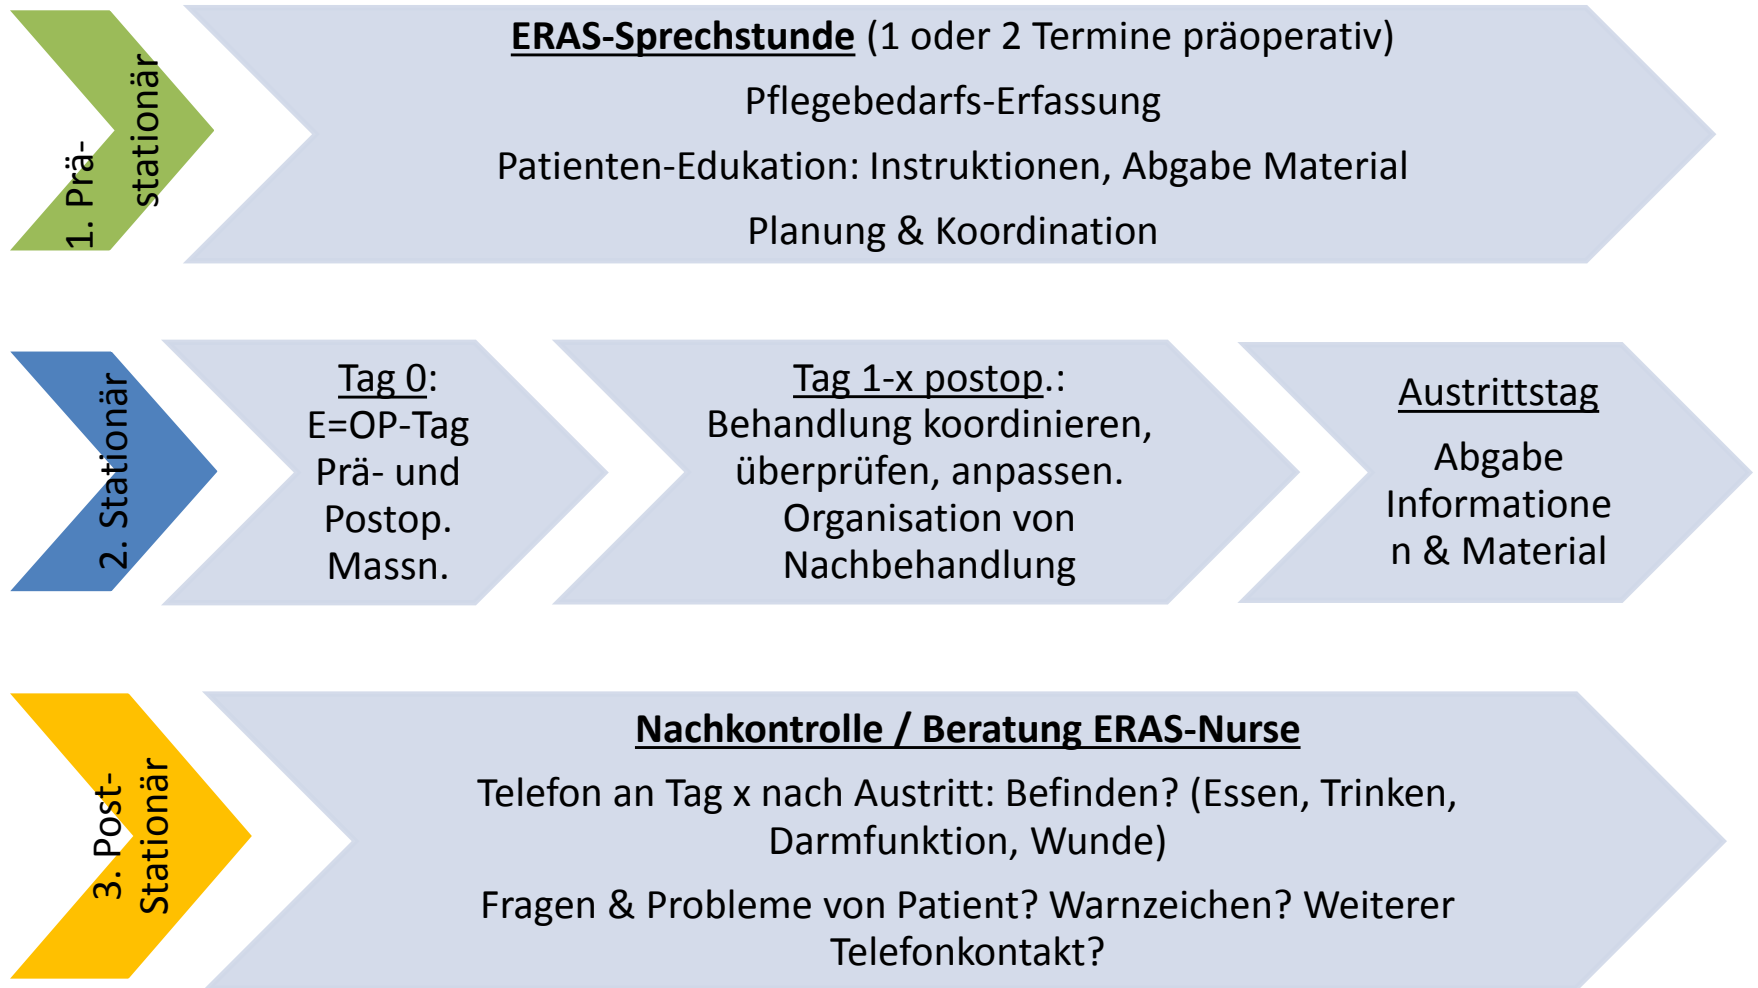 1. Prä-
stationär
ERAS-Sprechstunde (1 oder 2 Termine präoperativ)
Pflegebedarfs-Erfassung
Patienten-Edukation: Instruktionen, Abgabe Material
Planung & Koordination
2. Stationär
Tag 0:
E=OP-Tag
Prä- und
Postop.
Massn.
Tag 1-x postop.:
Behandlung koordinieren,
überprüfen, anpassen.
Organisation von
Nachbehandlung
Austrittstag
Abgabe
Informatione
n & Material
3. Post-
Stationär
Nachkontrolle / Beratung ERAS-Nurse
Telefon an Tag x nach Austritt: Befinden? (Essen, Trinken,
Darmfunktion, Wunde)
Fragen & Probleme von Patient? Warnzeichen? Weiterer
Telefonkontakt?